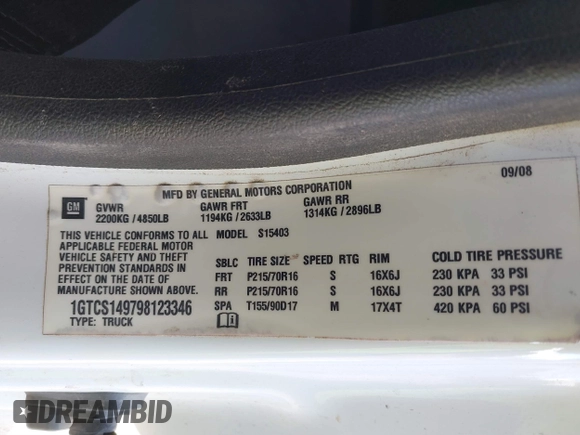 09/08
MFD BY GENERAL MOTORS CORPORATION
GM GVWR GAWR FRT GAWR RR
2200KG / 4850LB 1194KG / 2633LB 1314KG / 2896LB
THIS VEHICLE CONFORMS TO ALL MODEL S15403
APPLICABLE FEDERAL MOTOR
VEHICLE SAFETY AND THEFT
PREVENTION STANDARDS IN
EFFECT ON THE DATE OF
MANUFACTURE SHOWN ABOVE.
1GTCS149798123346
TYPE: TRUCK
SBLC TIRE SIZE SPEED RTG RIM COLD TIRE PRESSURE
FRT P215/70R16 S 16X6J 230 KPA 33 PSI
RR P215/70R16 S 16X6J 230 KPA 33 PSI
SPA T155/90D17 M 17X4T 420 KPA 60 PSI
DREAMBID